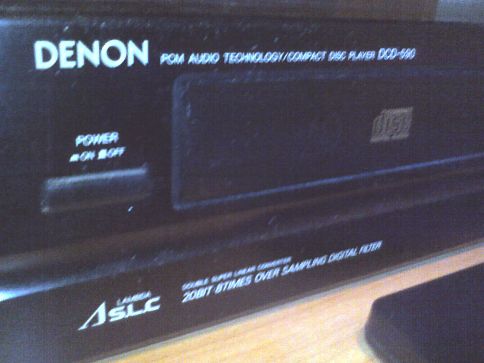 DENON PCM AUDIO TECHNOLOGY/COMPACT DISC PLAYER DCD-590
disc
POWER
ON OFF
LAMBDA
S.L.C
DOUBLE SUPER LINEAR CONVERTER
20BIT 8TIMES OVER SAMPLING DIGITAL FILTER